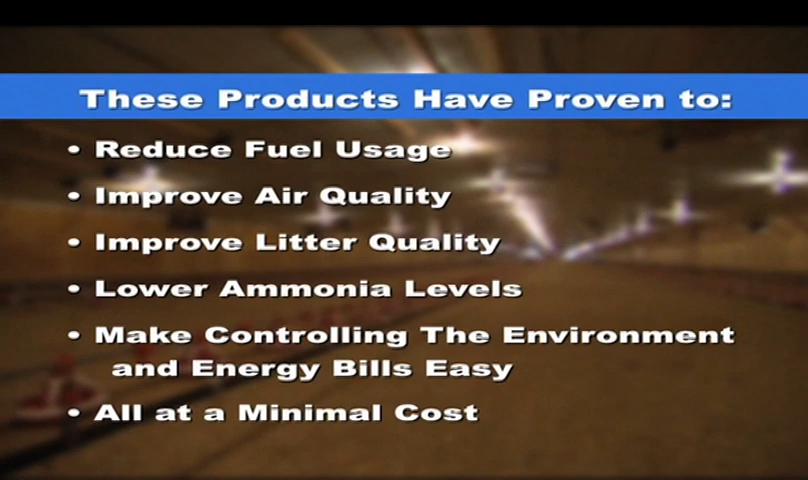 These Products Have Proven to:
• Reduce Fuel Usage
• Improve Air Quality
• Improve Litter Quality
• Lower Ammonia Levels
• Make Controlling The Environment
and Energy Bills Easy
• All at a Minimal Cost